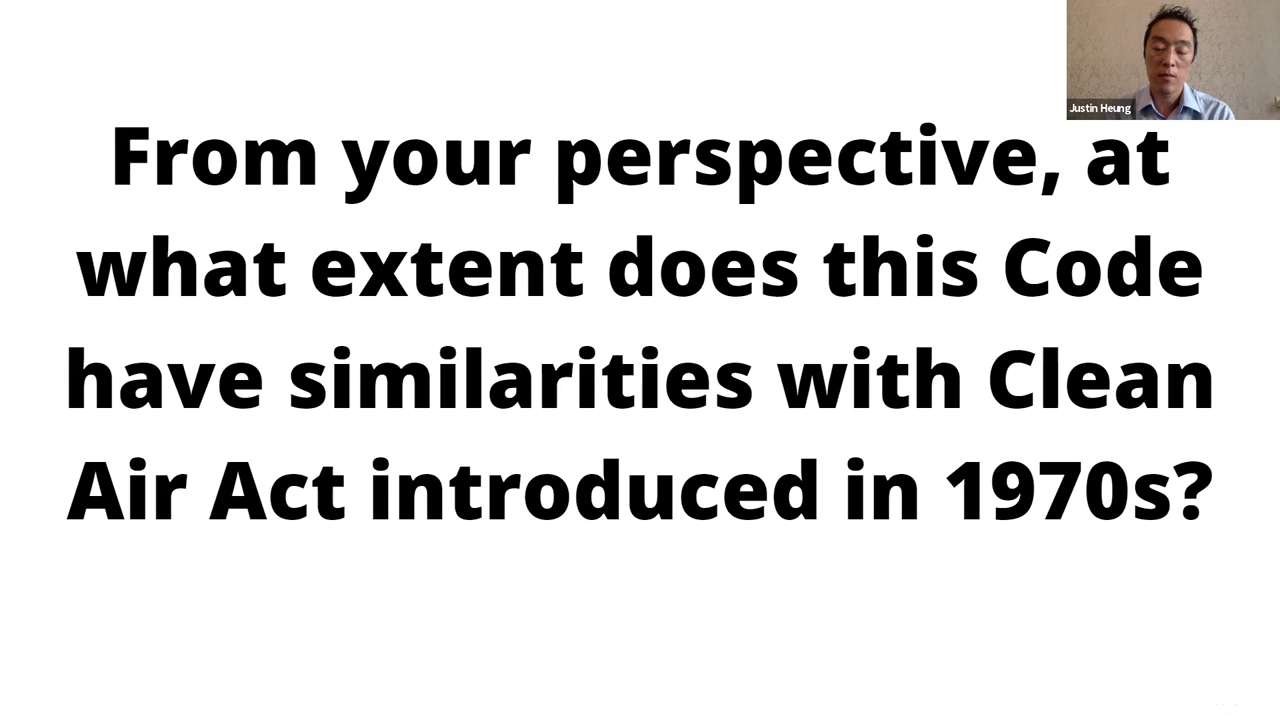 Justin Heung
From your perspective, at
what extent does this Code
have similarities with Clean
Air Act introduced in 1970s?